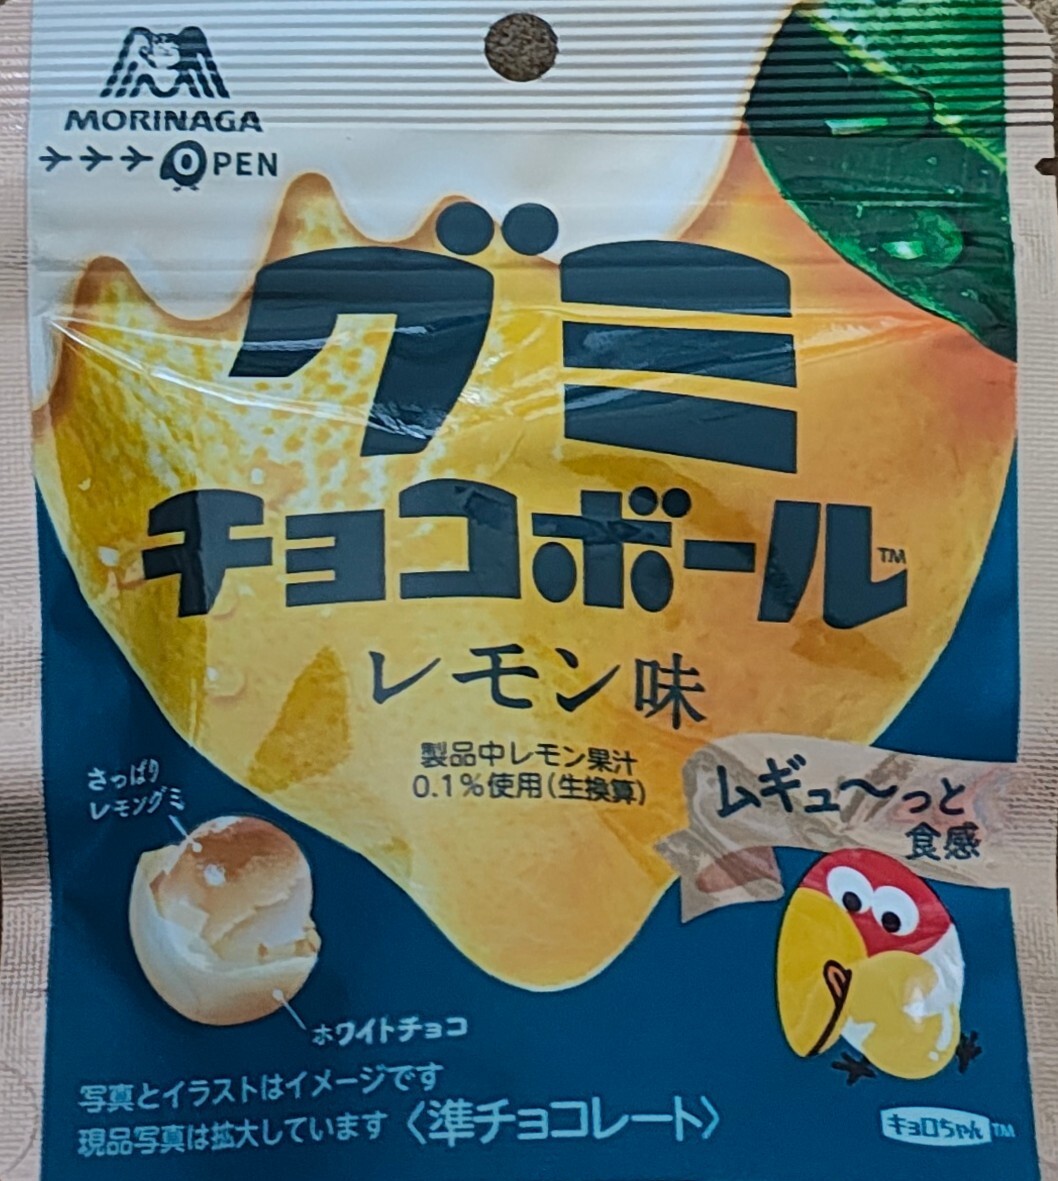 MORINAGA
OPEN
グミ
チョコボール™
レモン味
製品中レモン果汁
0.1%使用(生換算)
ムギュ〜っと
食感
さっぱり
レモングミ
ホワイトチョコ
写真とイラストはイメージです
現品写真は拡大しています〈準チョコレート〉
キョロちゃん™